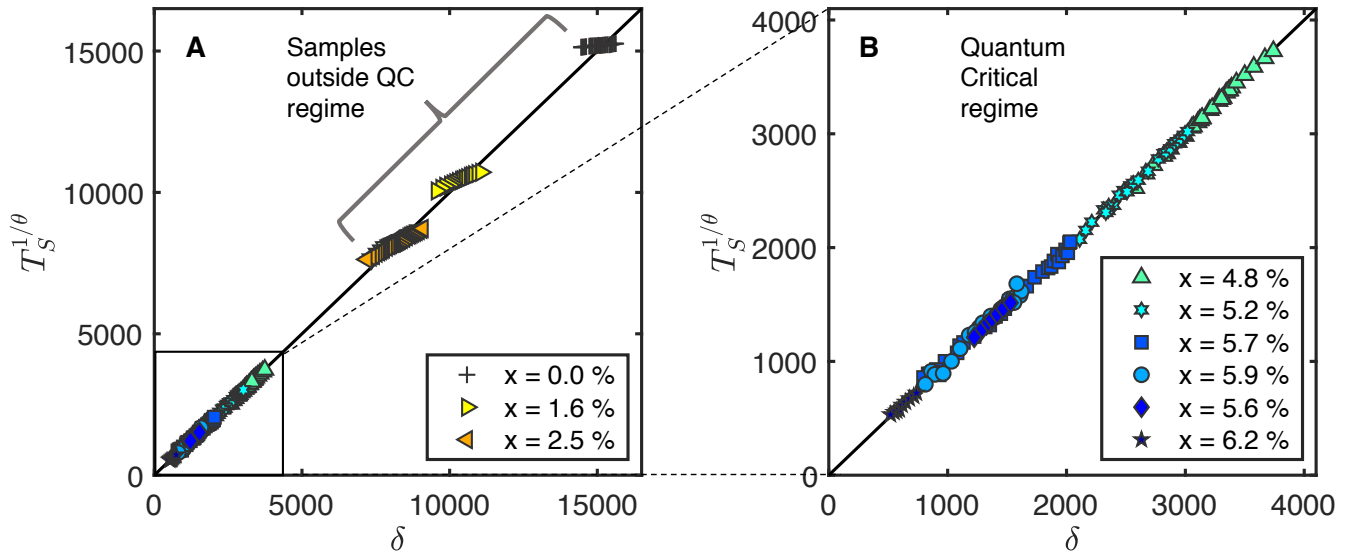 A
Samples
outside QC
regime
15000
10000
5000
0
T_S^{1/θ}
0
5000
10000
15000
δ
x = 0.0 %
x = 1.6 %
x = 2.5 %
B
Quantum
Critical
regime
4000
3000
2000
1000
0
T_S^{1/θ}
0
1000
2000
3000
4000
δ
x = 4.8 %
x = 5.2 %
x = 5.7 %
x = 5.9 %
x = 5.6 %
x = 6.2 %